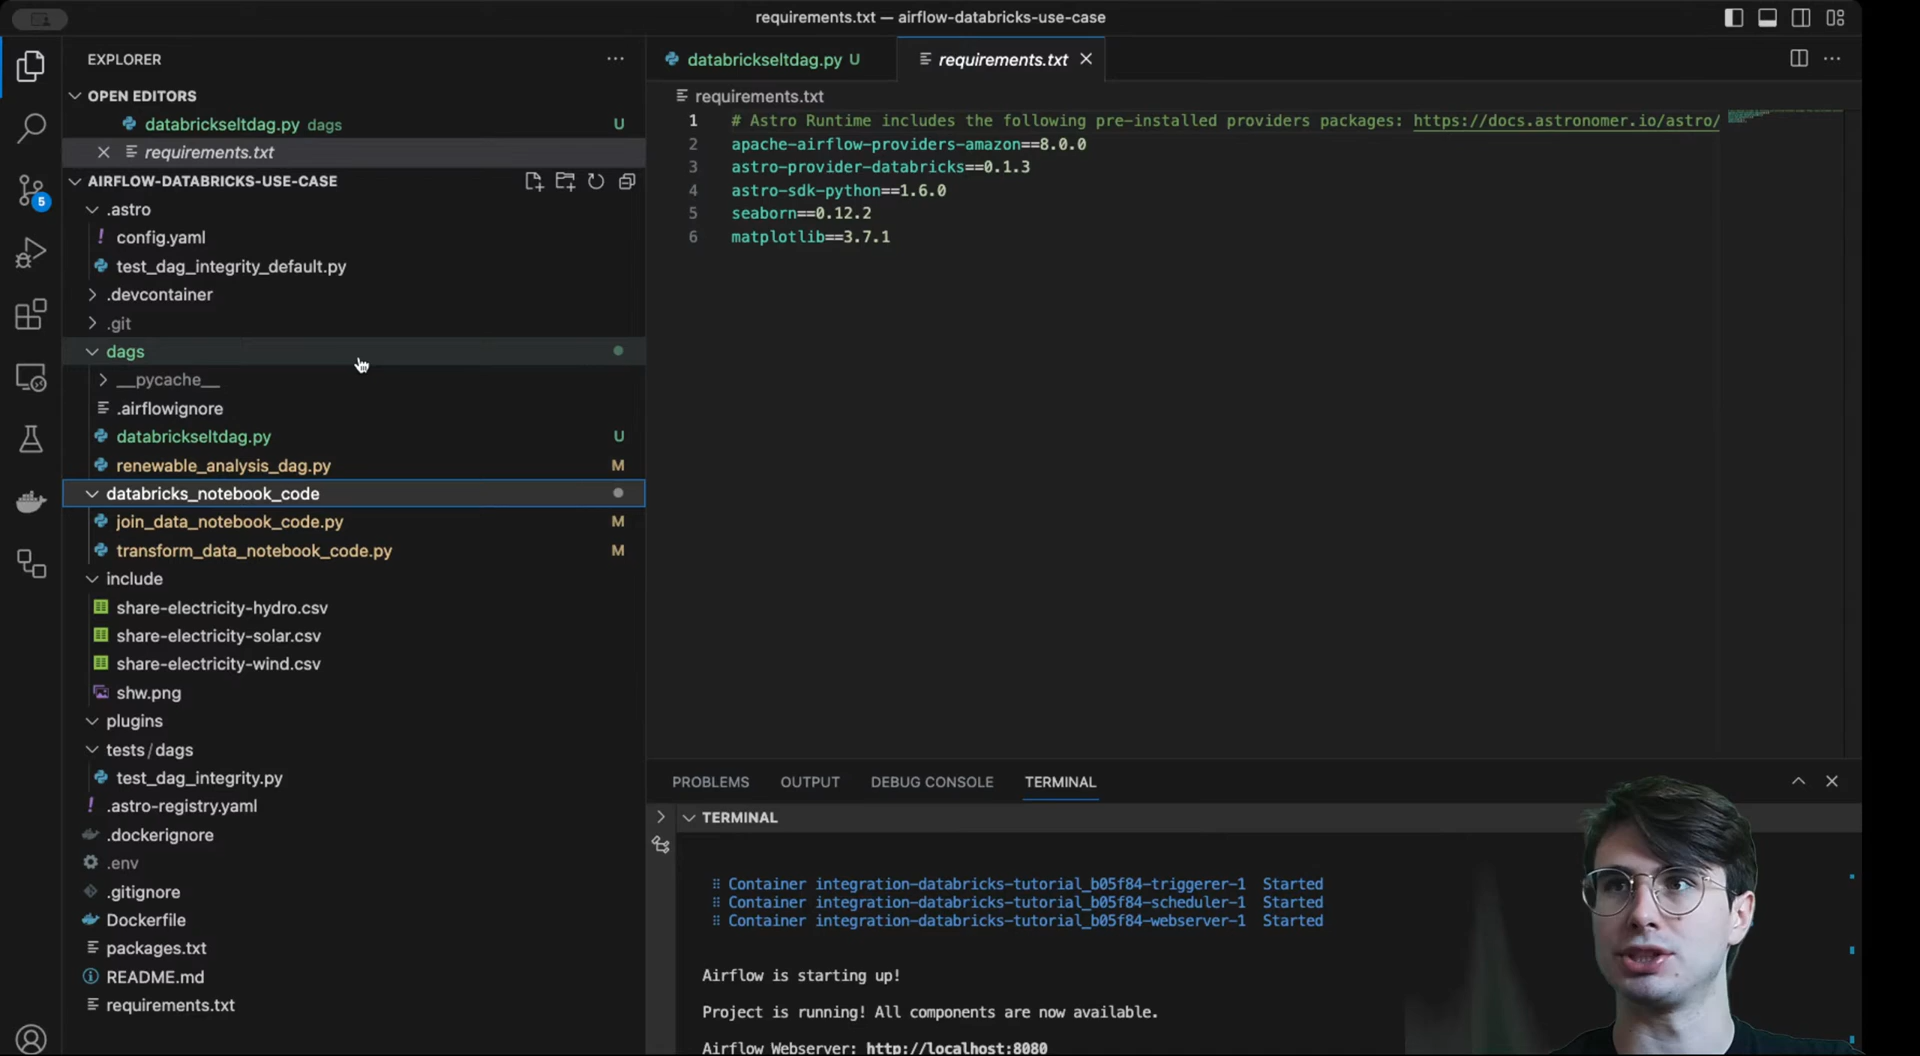 requirements.txt — airflow-databricks-use-case
EXPLORER
OPEN EDITORS
databrickseltdag.py dags U
requirements.txt
AIRFLOW-DATABRICKS-USE-CASE
.astro
config.yaml
test_dag_integrity_default.py
.devcontainer
.git
dags
__pycache__
.airflowignore
databrickseltdag.py U
renewable_analysis_dag.py M
databricks_notebook_code
join_data_notebook_code.py M
transform_data_notebook_code.py M
include
share-electricity-hydro.csv
share-electricity-solar.csv
share-electricity-wind.csv
shw.png
plugins
tests/dags
test_dag_integrity.py
.astro-registry.yaml
.dockerignore
.env
.gitignore
Dockerfile
packages.txt
README.md
requirements.txt
5
databrickseltdag.py U
requirements.txt
requirements.txt
1 # Astro Runtime includes the following pre-installed providers packages: https://docs.astronomer.io/astro/
2 apache-airflow-providers-amazon==8.0.0
3 astro-provider-databricks==0.1.3
4 astro-sdk-python==1.6.0
5 seaborn==0.12.2
6 matplotlib==3.7.1
PROBLEMS OUTPUT DEBUG CONSOLE TERMINAL
TERMINAL
Container integration-databricks-tutorial_b05f84-triggerer-1 Started
Container integration-databricks-tutorial_b05f84-scheduler-1 Started
Container integration-databricks-tutorial_b05f84-webserver-1 Started
Airflow is starting up!
Project is running! All components are now available.
Airflow Webserver: http://localhost:8080